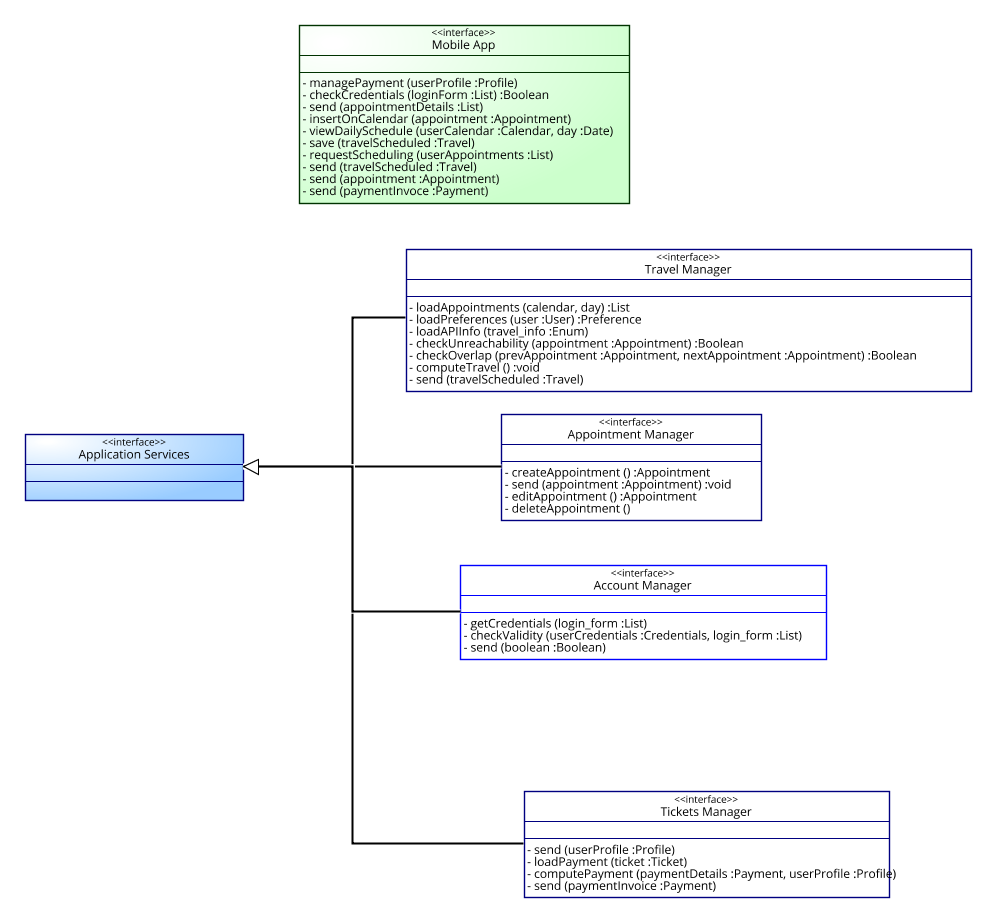 <<interface>>
Mobile App
- managePayment (userProfile :Profile)
- checkCredentials (loginForm :List) :Boolean
- send (appointmentDetails :List)
- insertOnCalendar (appointment :Appointment)
- viewDailySchedule (userCalendar :Calendar, day :Date)
- save (travelScheduled :Travel)
- requestScheduling (userAppointments :List)
- send (travelScheduled :Travel)
- send (appointment :Appointment)
- send (paymentInvoce :Payment)
<<interface>>
Travel Manager
- loadAppointments (calendar, day) :List
- loadPreferences (user :User) :Preference
- loadAPIInfo (travel_info :Enum)
- checkUnreachability (appointment :Appointment) :Boolean
- checkOverlap (prevAppointment :Appointment, nextAppointment :Appointment) :Boolean
- computeTravel () :void
- send (travelScheduled :Travel)
<<interface>>
Application Services
<<interface>>
Appointment Manager
- createAppointment () :Appointment
- send (appointment :Appointment) :void
- editAppointment () :Appointment
- deleteAppointment ()
<<interface>>
Account Manager
- getCredentials (login_form :List)
- checkValidity (userCredentials :Credentials, login_form :List)
- send (boolean :Boolean)
<<interface>>
Tickets Manager
- send (userProfile :Profile)
- loadPayment (ticket :Ticket)
- computePayment (paymentDetails :Payment, userProfile :Profile)
- send (paymentInvoice :Payment)